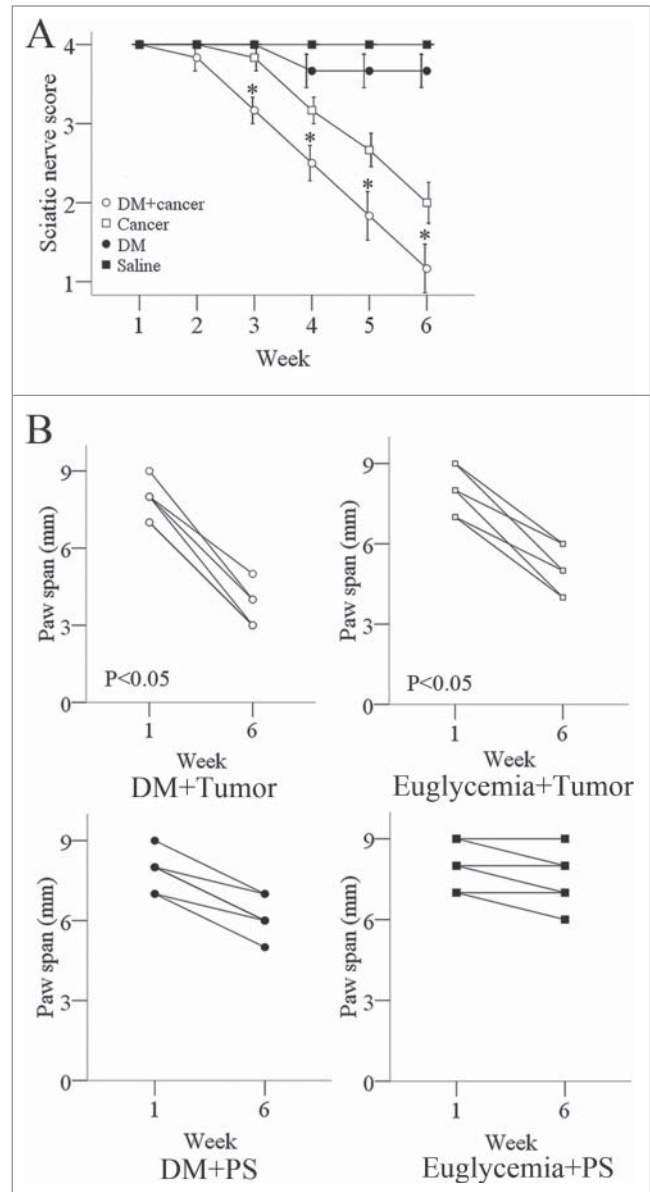 A
Sciatic nerve score
4
3
2
1
DM+cancer
Cancer
DM
Saline
*
*
*
*
1 2 3 4 5 6
Week
B
Paw span (mm)
9
6
3
0
P<0.05
1 6
Week
DM+Tumor
Paw span (mm)
9
6
3
0
P<0.05
1 6
Week
Euglycemia+Tumor
Paw span (mm)
9
6
3
0
1 6
Week
DM+PS
Paw span (mm)
9
6
3
0
1 6
Week
Euglycemia+PS